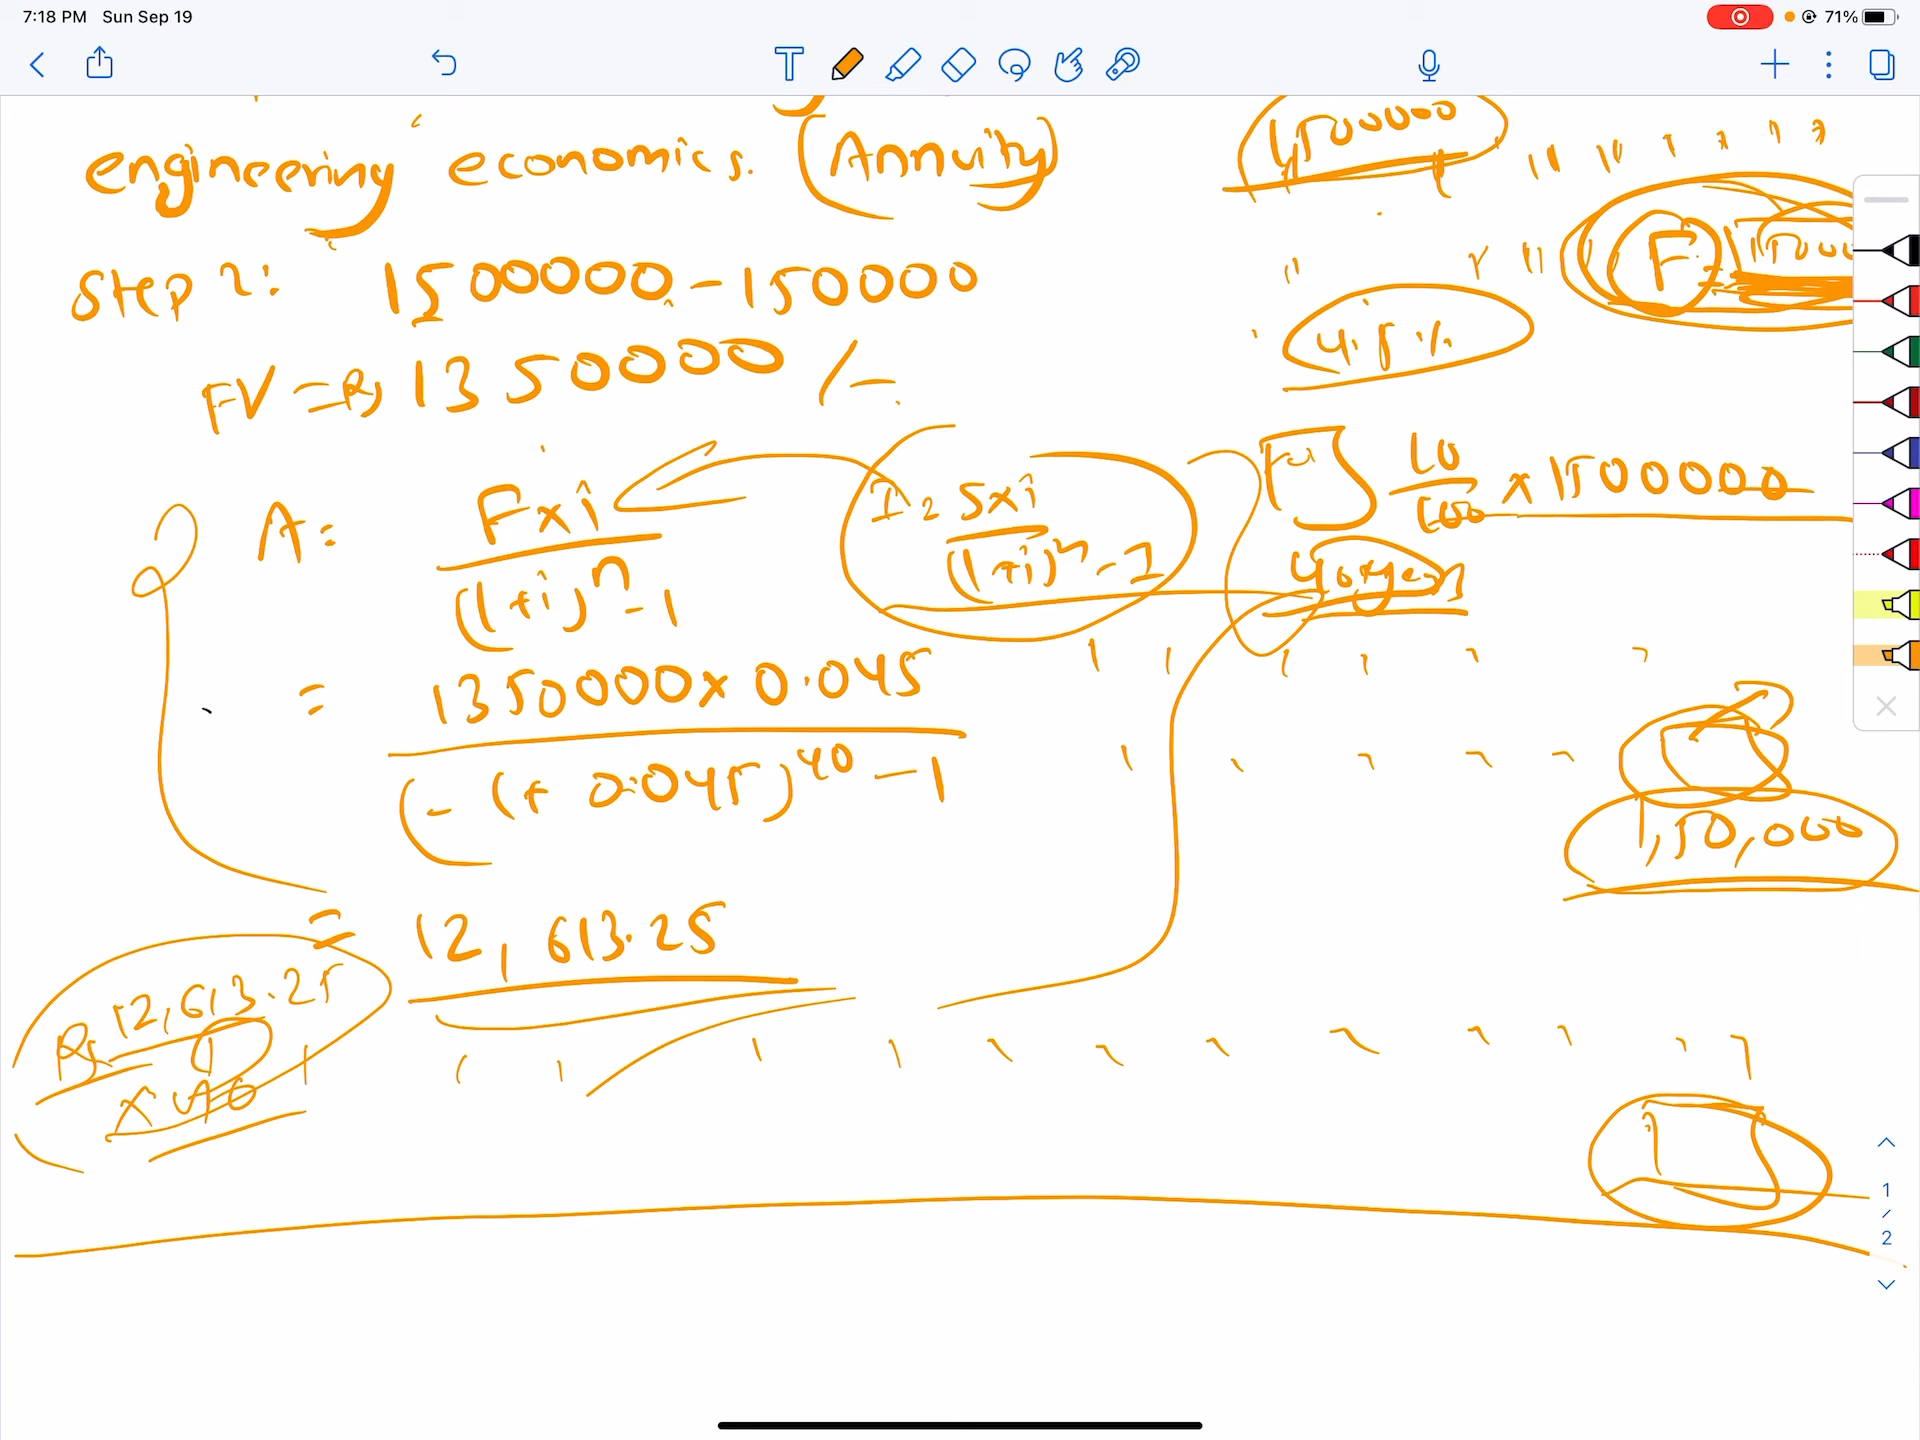 7:18 PM Sun Sep 19
71%
engineering economics. (Annuity)
1500000
Step 2: 1500000 - 150000
F =
FV = Rs 1350000 /-
4.5 %
A = F×i
(1+i)^n - 1
I = S×i
(1+i)^n - 1
10
100
× 1500000
40 years
= 1350000 × 0.045
(1 + 0.045)^40 - 1
1,50,000
= 12,613.25
Rs 12,613.25
× 40
1
/
2